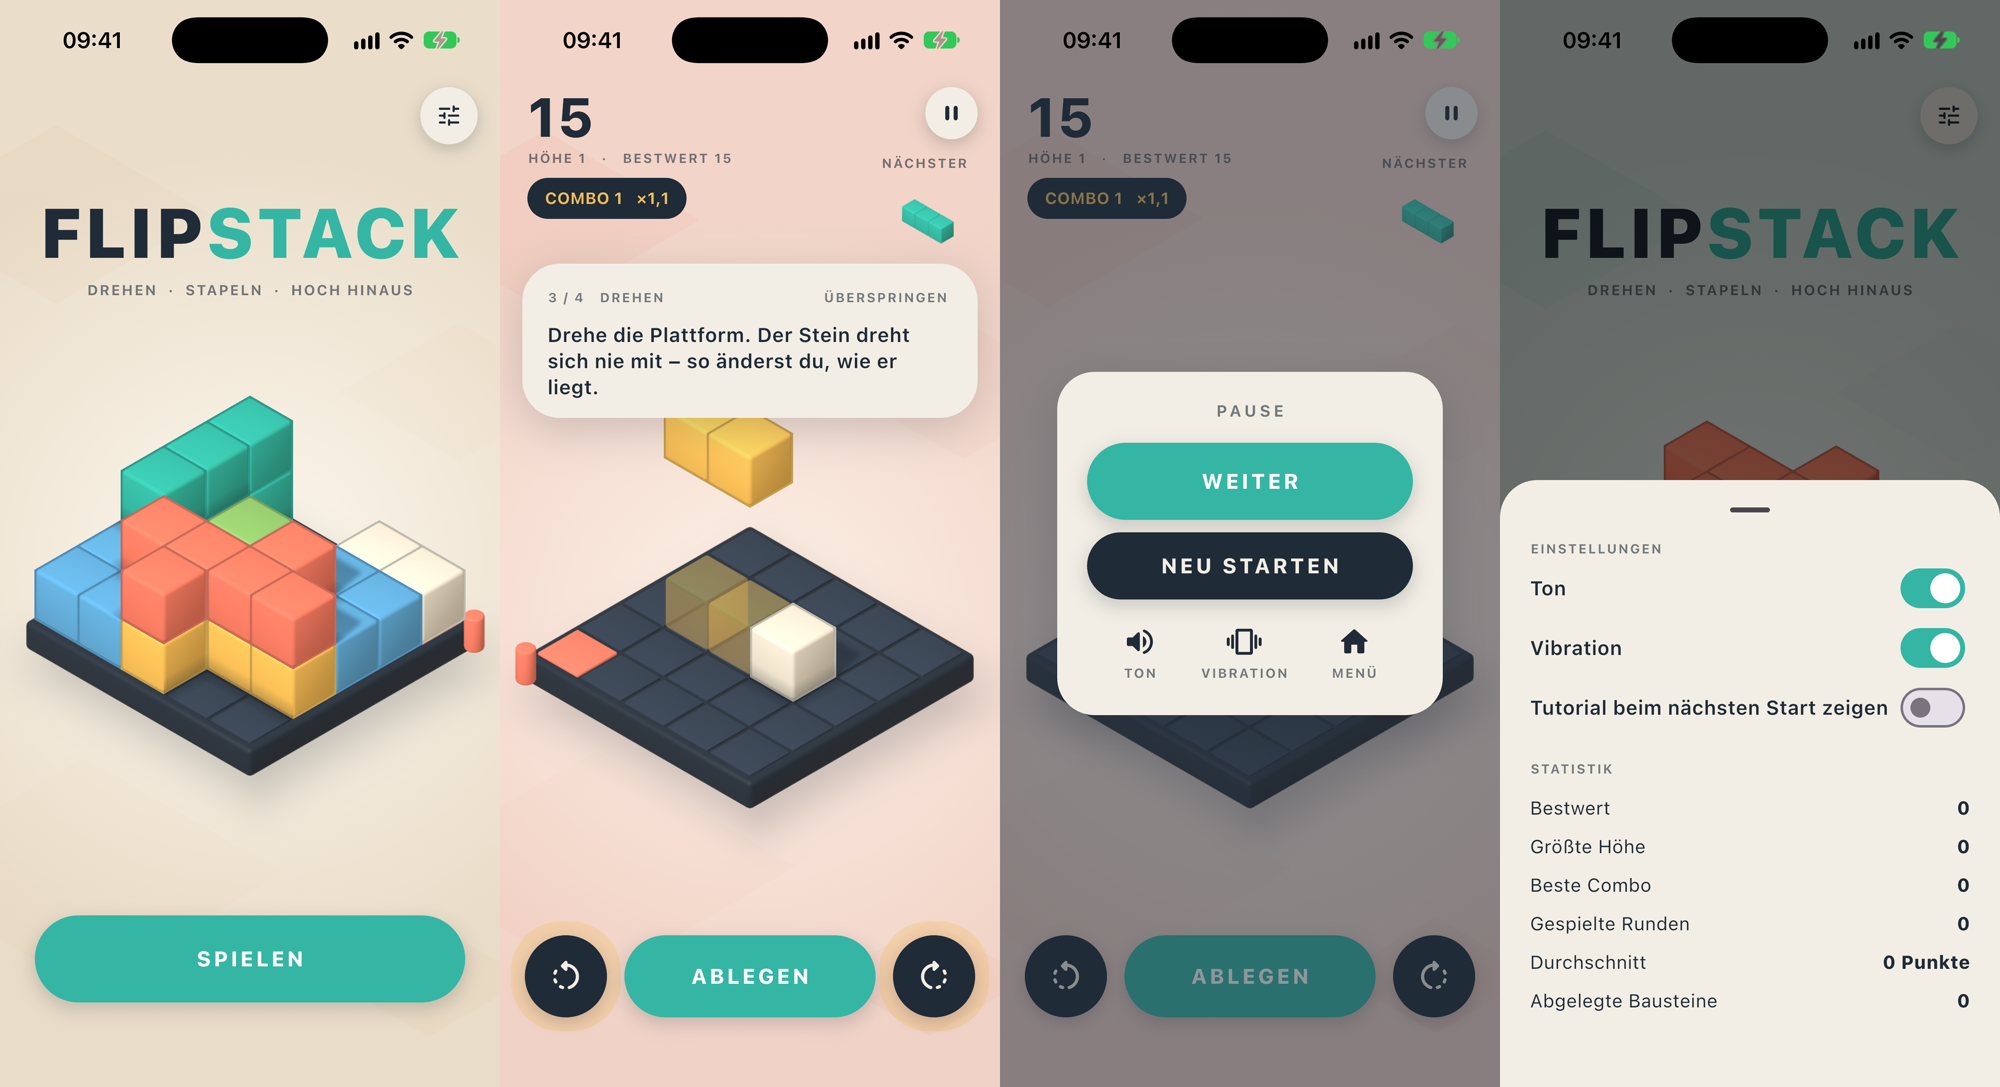 09:41
FLIPSTACK
DREHEN · STAPELN · HOCH HINAUS
SPIELEN
09:41
15
HÖHE 1 · BESTWERT 15
COMBO 1 ×1,1
NÄCHSTER
3 / 4 DREHEN
ÜBERSPRINGEN
Drehe die Plattform. Der Stein dreht
sich nie mit – so änderst du, wie er
liegt.
ABLEGEN
09:41
15
HÖHE 1 · BESTWERT 15
COMBO 1 ×1,1
NÄCHSTER
PAUSE
WEITER
NEU STARTEN
TON
VIBRATION
MENÜ
ABLEGEN
09:41
FLIPSTACK
DREHEN · STAPELN · HOCH HINAUS
EINSTELLUNGEN
Ton
Vibration
Tutorial beim nächsten Start zeigen
STATISTIK
Bestwert 0
Größte Höhe 0
Beste Combo 0
Gespielte Runden 0
Durchschnitt 0 Punkte
Abgelegte Bausteine 0